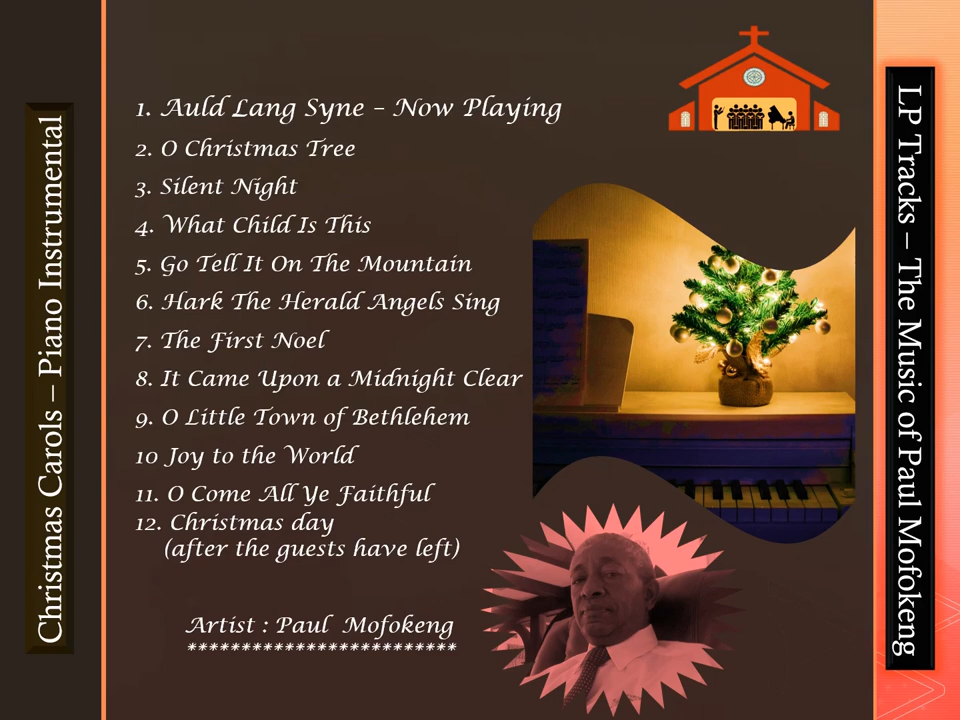 Christmas Carols – Piano Instrumental
1. Auld Lang Syne – Now Playing
2. O Christmas Tree
3. Silent Night
4. What Child Is This
5. Go Tell It On The Mountain
6. Hark The Herald Angels Sing
7. The First Noel
8. It Came Upon a Midnight Clear
9. O Little Town of Bethlehem
10 Joy to the World
11. O Come All Ye Faithful
12. Christmas day
(after the guests have left)
Artist : Paul Mofokeng
*************************
LP Tracks – The Music of Paul Mofokeng